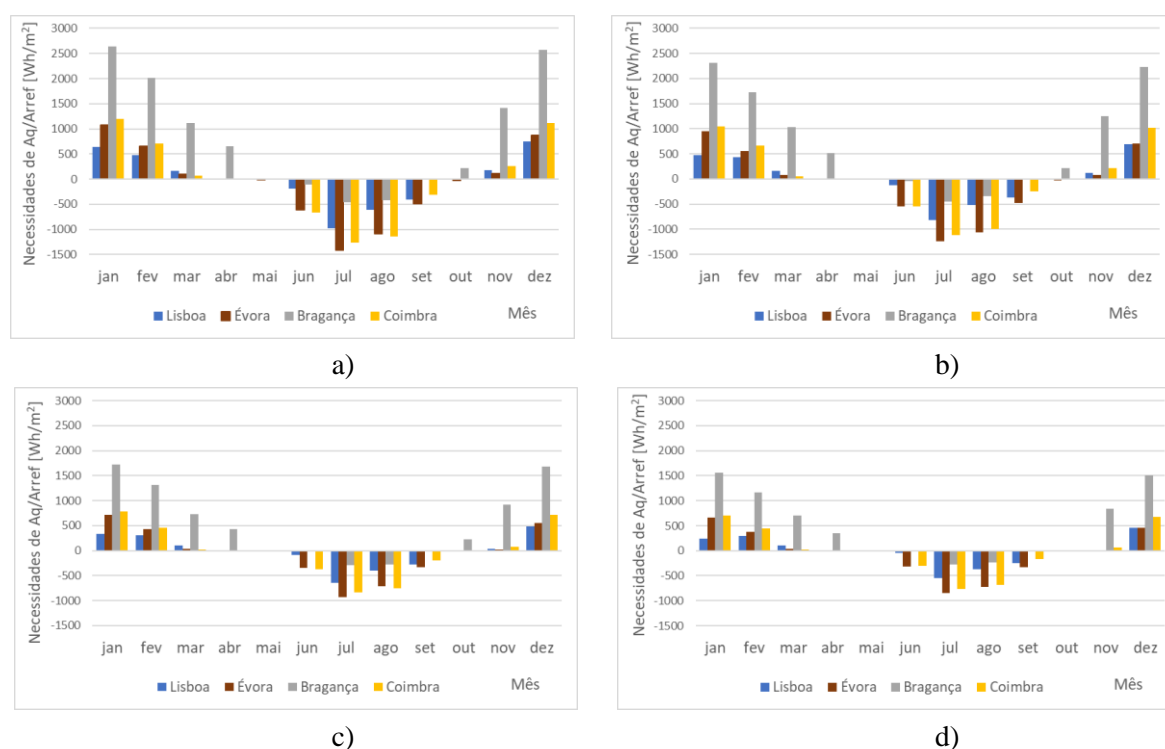 Necessidades de Aq/Arref [Wh/m²]
3000
2500
2000
1500
1000
500
0
-500
-1000
-1500
jan fev mar abr mai jun jul ago set out nov dez
Lisboa Évora Bragança Coimbra Mês
a)
Necessidades de Aq/Arref [Wh/m²]
3000
2500
2000
1500
1000
500
0
-500
-1000
-1500
jan fev mar abr mai jun jul ago set out nov dez
Lisboa Évora Bragança Coimbra Mês
b)
Necessidades de Aq/Arref [Wh/m²]
3000
2500
2000
1500
1000
500
0
-500
-1000
-1500
jan fev mar abr mai jun jul ago set out nov dez
Lisboa Évora Bragança Coimbra Mês
c)
Necessidades de Aq/Arref [Wh/m²]
3000
2500
2000
1500
1000
500
0
-500
-1000
-1500
jan fev mar abr mai jun jul ago set out nov dez
Lisboa Évora Bragança Coimbra Mês
d)